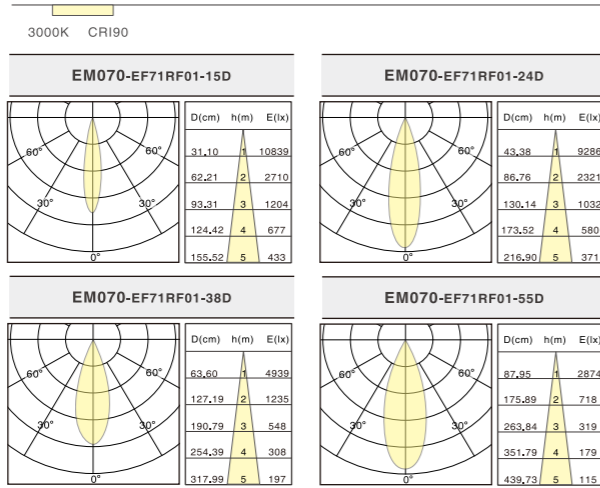 3000K CRI90
EM070-EF71RF01-15D
60° 60°
30° 30°
0°
D(cm) h(m) E(lx)
31.10 1 10839
62.21 2 2710
93.31 3 1204
124.42 4 677
155.52 5 433
EM070-EF71RF01-24D
60° 60°
30° 30°
0°
D(cm) h(m) E(lx)
43.38 1 9286
86.76 2 2321
130.14 3 1032
173.52 4 580
216.90 5 371
EM070-EF71RF01-38D
60° 60°
30° 30°
0°
D(cm) h(m) E(lx)
63.60 1 4939
127.19 2 1235
190.79 3 548
254.39 4 308
317.99 5 197
EM070-EF71RF01-55D
60° 60°
30° 30°
0°
D(cm) h(m) E(lx)
87.95 1 2874
175.89 2 718
263.84 3 319
351.79 4 179
439.73 5 115